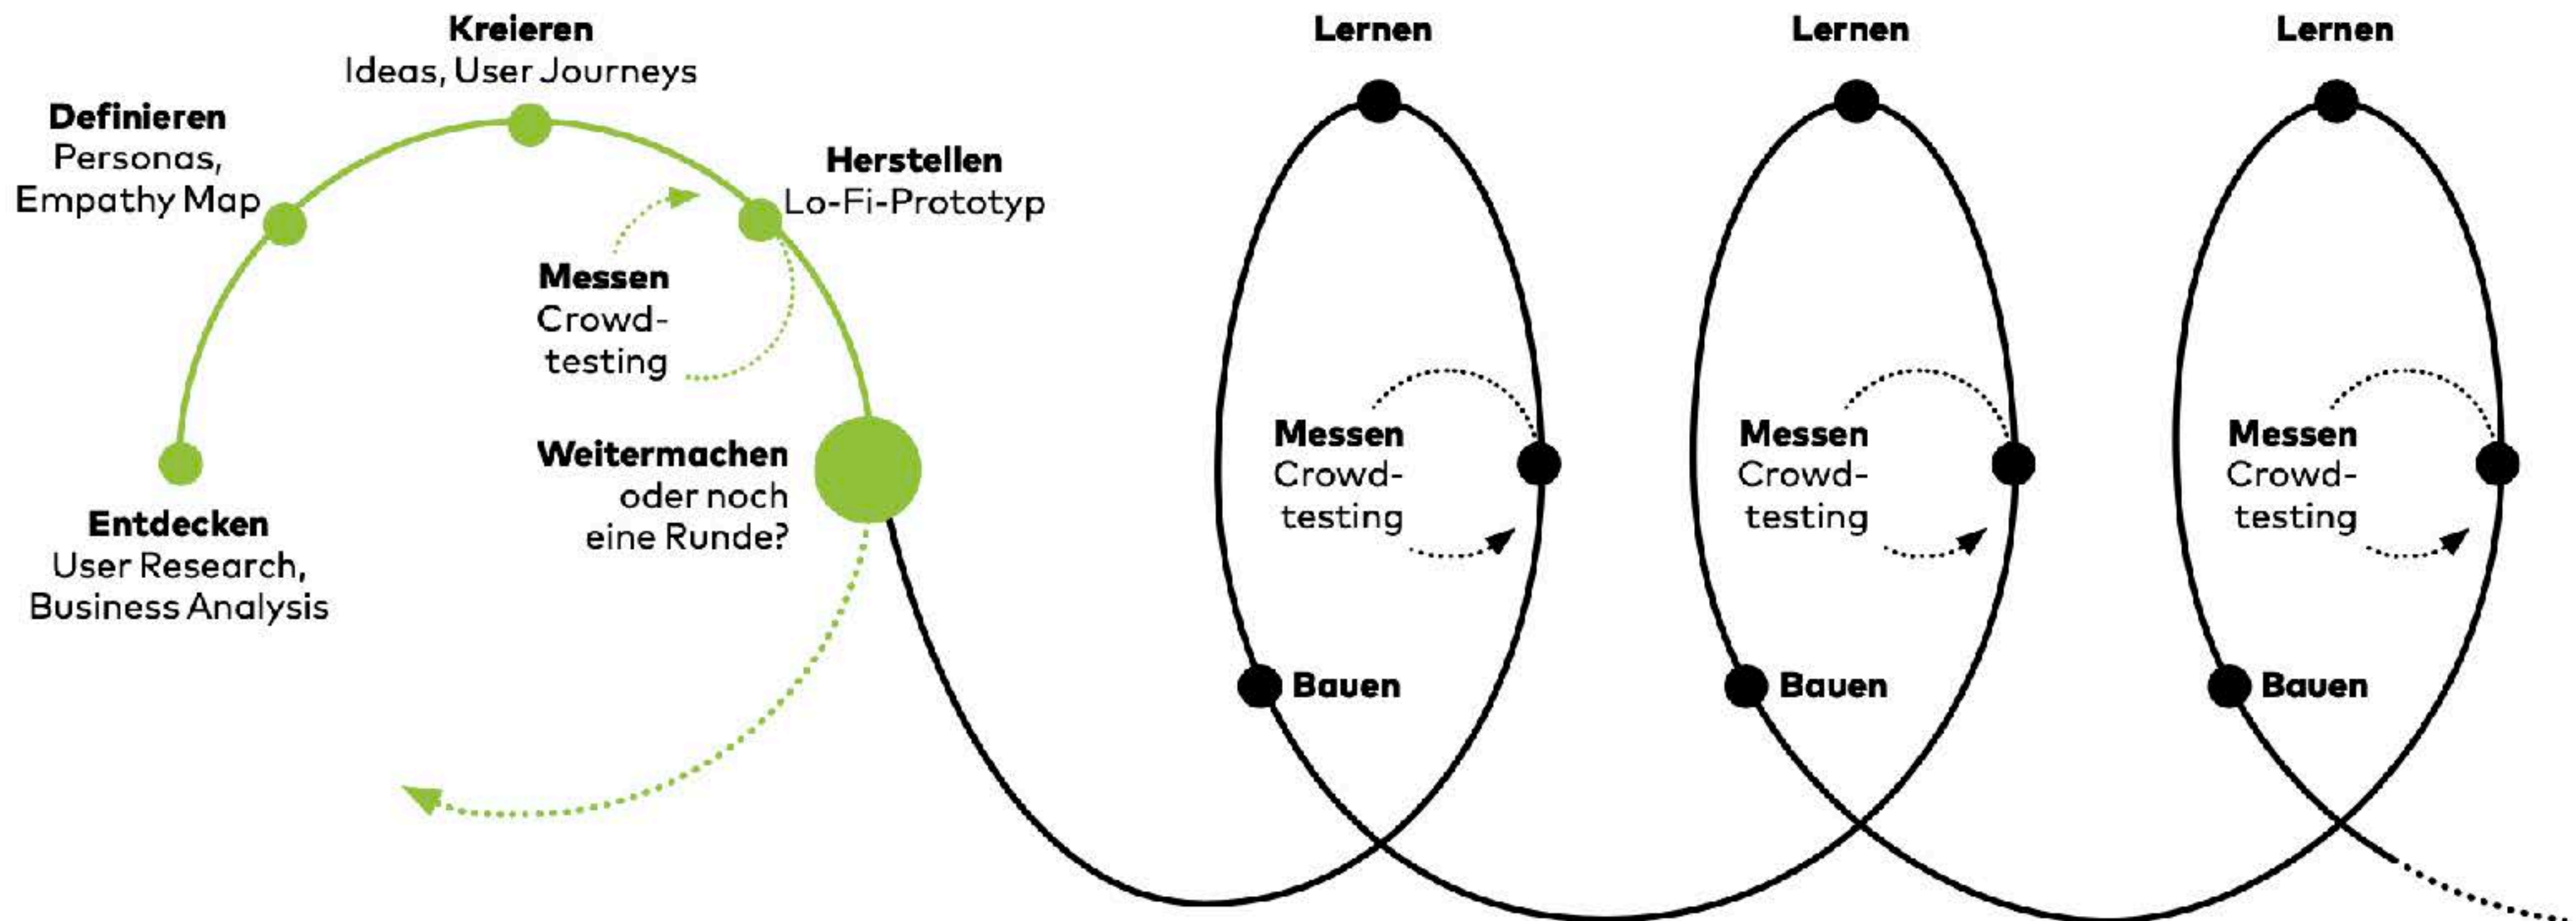 Kreieren
Ideas, User Journeys
Definieren
Personas,
Empathy Map
Herstellen
Lo-Fi-Prototyp
Messen
Crowd-
testing
Weitermachen
oder noch
eine Runde?
Entdecken
User Research,
Business Analysis
Lernen
Messen
Crowd-
testing
Bauen
Lernen
Messen
Crowd-
testing
Bauen
Lernen
Messen
Crowd-
testing
Bauen